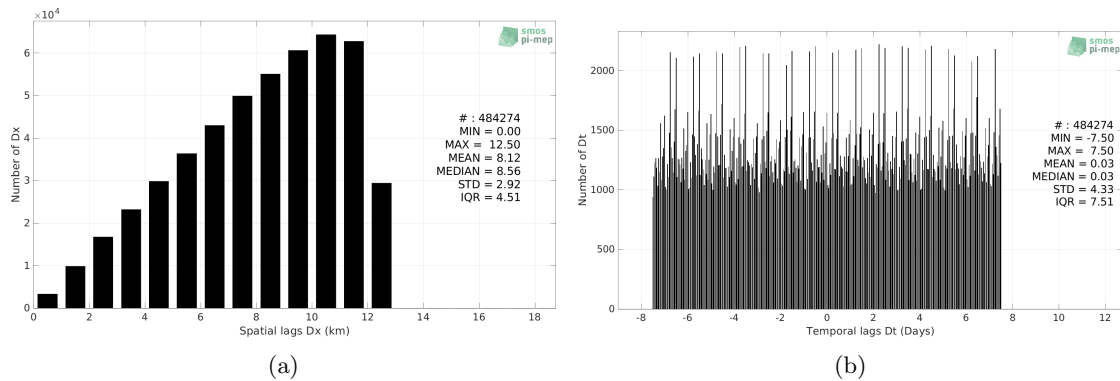 ×10⁴
smos
pi-mep
6
5
4
3
2
1
0
Number of Dx
# : 484274
MIN = 0.00
MAX = 12.50
MEAN = 8.12
MEDIAN = 8.56
STD = 2.92
IQR = 4.51
0 2 4 6 8 10 12 14 16 18
Spatial lags Dx (km)
(a)
smos
pi-mep
2000
1500
1000
500
0
Number of Dt
# : 484274
MIN = -7.50
MAX = 7.50
MEAN = 0.03
MEDIAN = 0.03
STD = 4.33
IQR = 7.51
-8 -6 -4 -2 0 2 4 6 8 10 12
Temporal lags Dt (Days)
(b)